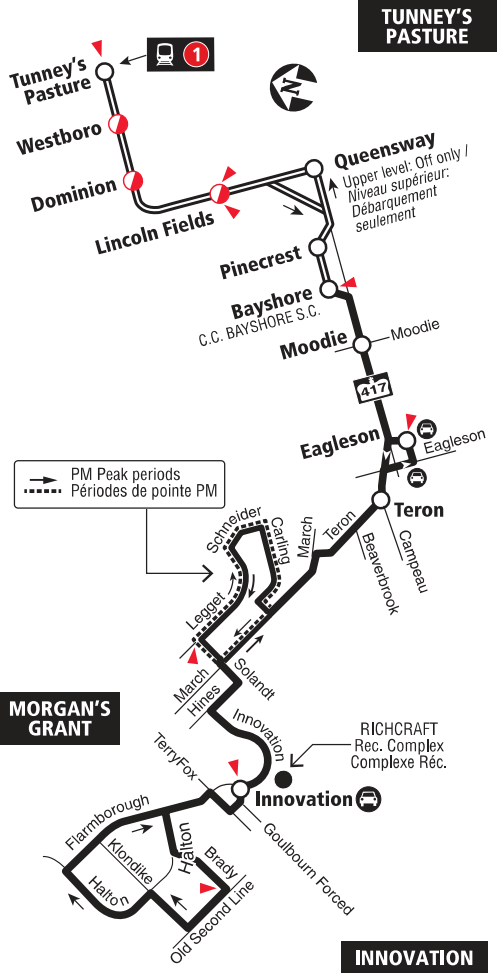 TUNNEY'S
PASTURE
1
Tunney's
Pasture
N
Westboro
Queensway
Upper level: Off only /
Niveau supérieur:
Débarquement
seulement
Dominion
Lincoln Fields
Pinecrest
Bayshore
C.C. BAYSHORE S.C.
Moodie
Moodie
417
Eagleson
Eagleson
PM Peak periods
Périodes de pointe PM
Teron
Schneider
Carling
March
Teron
Beaverbrook
Campeau
Legget
Solandt
March
Hines
MORGAN'S
GRANT
Innovation
RICHCRAFT
Rec. Complex
Complexe Réc.
TerryFox
Innovation
Flarmborough
Goulbourn Forced
Klondike
Halton
Halton
Brady
Old Second Line
INNOVATION